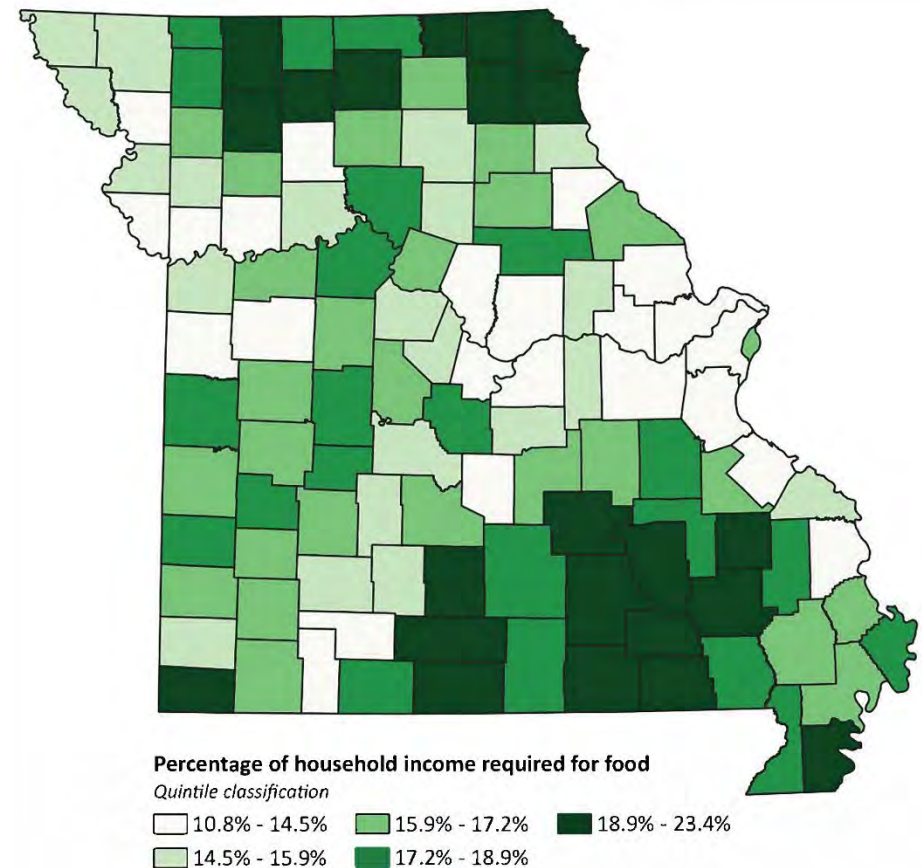 Percentage of household income required for food
Quintile classification
10.8% - 14.5% 15.9% - 17.2% 18.9% - 23.4%
14.5% - 15.9% 17.2% - 18.9%